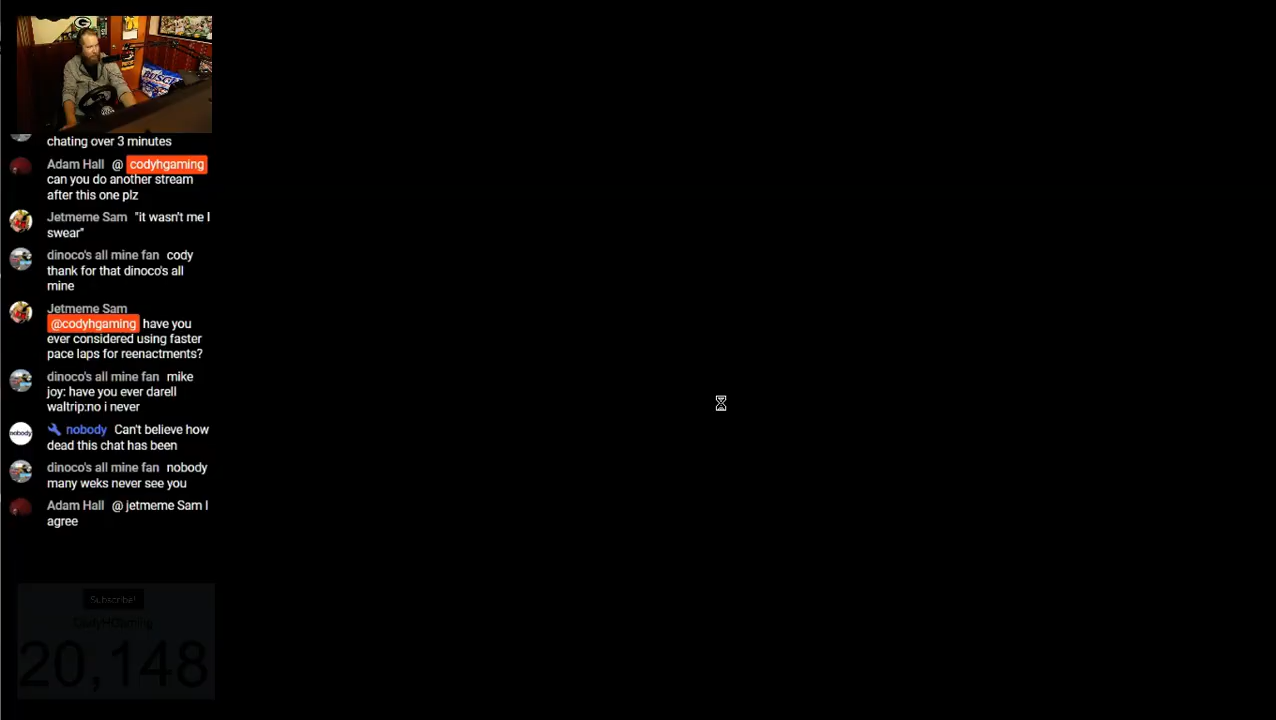 BUSCH
chating over 3 minutes
Adam Hall @ codyhgaming
can you do another stream
after this one plz
Jetmeme Sam "it wasn't me I
swear"
dinoco's all mine fan cody
thank for that dinoco's all
mine
Jetmeme Sam
@codyhgaming have you
ever considered using faster
pace laps for reenactments?
dinoco's all mine fan mike
joy: have you ever darell
waltrip:no i never
nobody nobody Can't believe how
dead this chat has been
dinoco's all mine fan nobody
many weks never see you
Adam Hall @ jetmeme Sam I
agree
Subscribe!
CodyHGaming
20,148